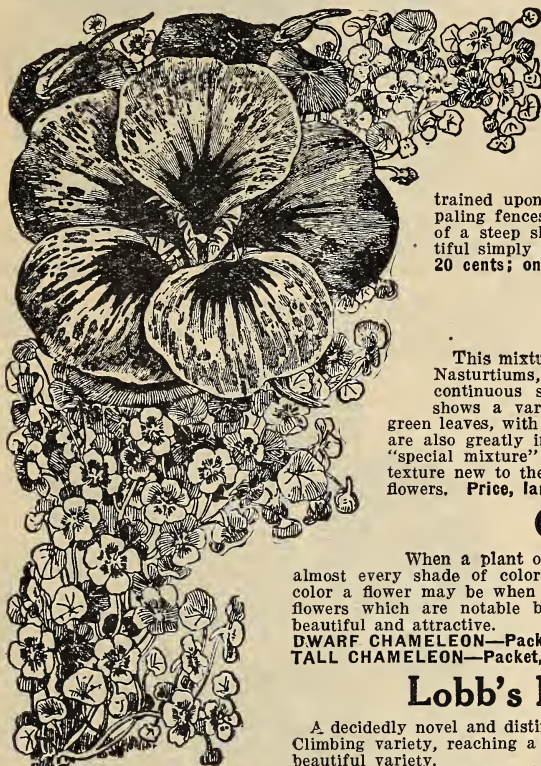 trained upon
paling fences
of a steep sl
tiful simply
20 cents; on
This mixtu
Nasturtiums,
continuous s
shows a var
green leaves, with
are also greatly i
"special mixture"
texture new to the
flowers. Price, lar
When a plant o
almost every shade of color
color a flower may be when
flowers which are notable b
beautiful and attractive.
DWARF CHAMELEON—Pack
TALL CHAMELEON—Packet,
Lobb's
A decidedly novel and distin
Climbing variety, reaching a
beautiful variety.